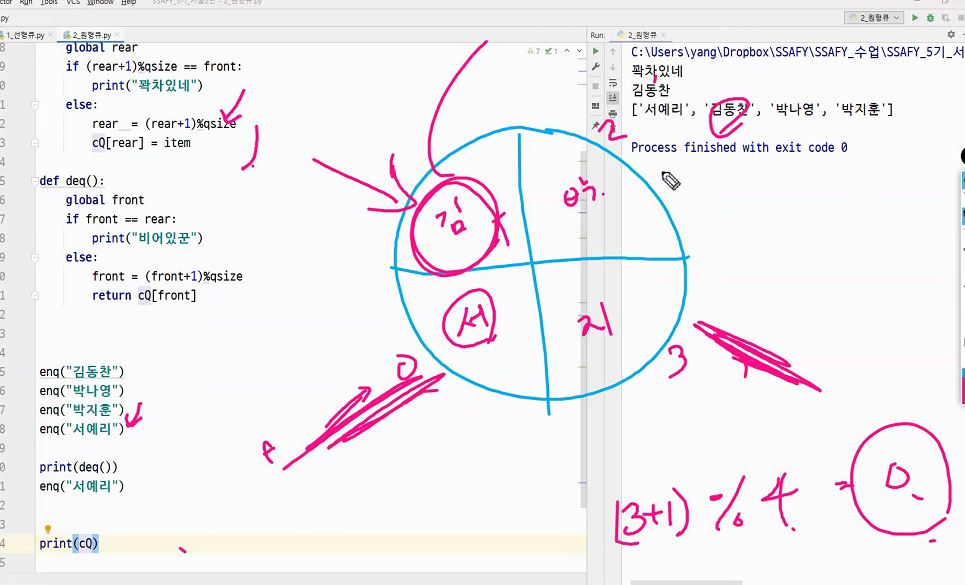 Run Tools VCS Window Help
SSAFY_5기_서울2반 - 2_원형큐.py
.py
2_원형큐
1_선형큐.py
2_원형큐.py
Run: 2_원형큐
7 1
global rear
if (rear+1)%qsize == front:
print("꽉차있네")
else:
rear = (rear+1)%qsize
cQ[rear] = item
def deq():
global front
if front == rear:
print("비어있꾼")
else:
front = (front+1)%qsize
return cQ[front]
enq("김동찬")
enq("박나영")
enq("박지훈")
enq("서예리")
print(deq())
enq("서예리")
print(cQ)
C:\Users\yang\Dropbox\SSAFY\SSAFY_수업\SSAFY_5기_서
꽉차있네
김동찬
['서예리', '김동찬', '박나영', '박지훈']
Process finished with exit code 0
1
2
김
서
0
3
(3+1) % 4 = 0